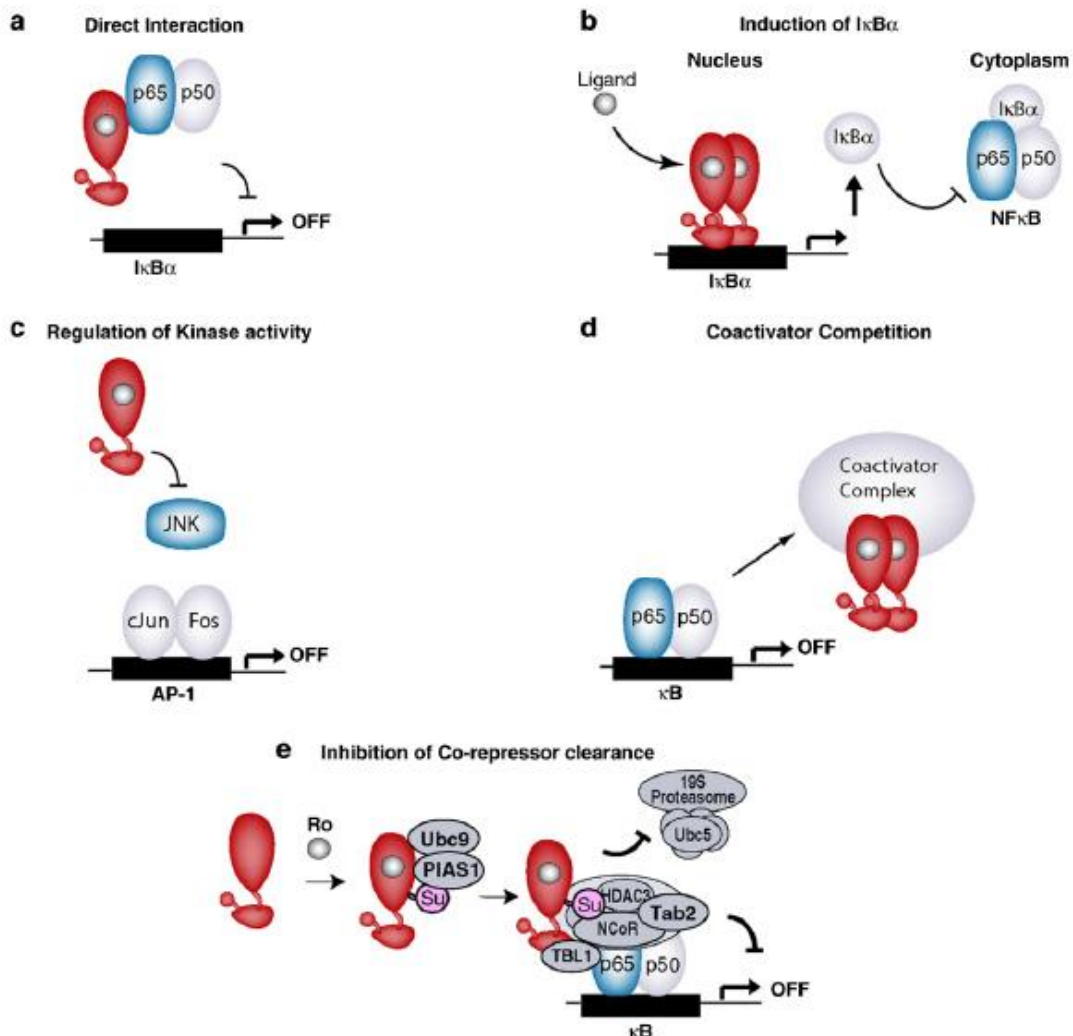 a Direct Interaction
p65 p50
OFF
IκBα
b Induction of IκBα
Nucleus Cytoplasm
Ligand
IκBα
IκBα
p65 p50
NFκB
IκBα
c Regulation of Kinase activity
JNK
cJun Fos
OFF
AP-1
d Coactivator Competition
Coactivator
Complex
p65 p50
OFF
κB
e Inhibition of Co-repressor clearance
19S
Proteasome
Ubc5
Ro
Ubc9
PIAS1
Su
Su HDAC3
Tab2
NCoR
TBL1
p65 p50
OFF
κB